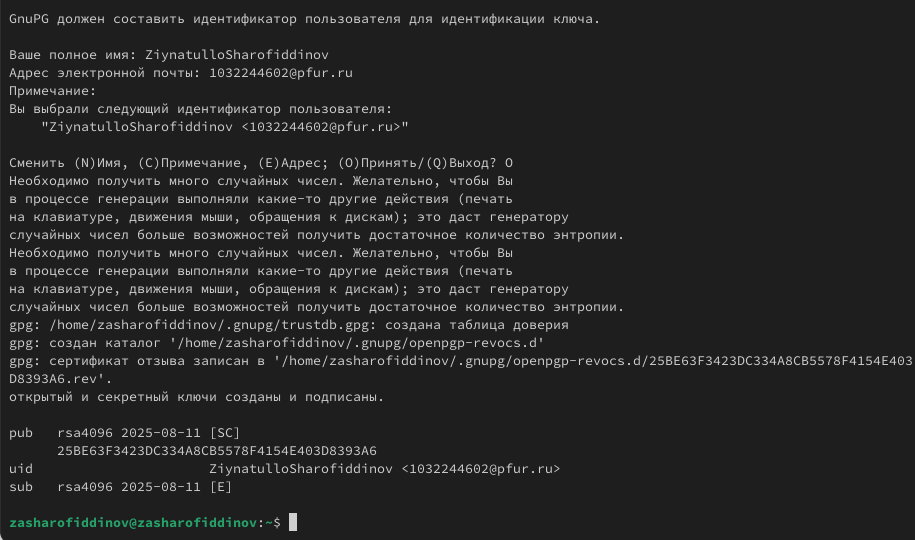 GnuPG должен составить идентификатор пользователя для идентификации ключа.
Ваше полное имя: ZiynatulloSharofiddinov
Адрес электронной почты: 1032244602@pfur.ru
Примечание:
Вы выбрали следующий идентификатор пользователя:
"ZiynatulloSharofiddinov <1032244602@pfur.ru>"
Сменить (N)Имя, (C)Примечание, (E)Адрес; (O)Принять/(Q)Выход? O
Необходимо получить много случайных чисел. Желательно, чтобы Вы
в процессе генерации выполняли какие-то другие действия (печать
на клавиатуре, движения мыши, обращения к дискам); это даст генератору
случайных чисел больше возможностей получить достаточное количество энтропии.
Необходимо получить много случайных чисел. Желательно, чтобы Вы
в процессе генерации выполняли какие-то другие действия (печать
на клавиатуре, движения мыши, обращения к дискам); это даст генератору
случайных чисел больше возможностей получить достаточное количество энтропии.
gpg: /home/zasharofiddinov/.gnupg/trustdb.gpg: создана таблица доверия
gpg: создан каталог '/home/zasharofiddinov/.gnupg/openpgp-revocs.d'
gpg: сертификат отзыва записан в '/home/zasharofiddinov/.gnupg/openpgp-revocs.d/25BE63F3423DC334A8CB5578F4154E403
D8393A6.rev'.
открытый и секретный ключи созданы и подписаны.
pub   rsa4096 2025-08-11 [SC]
25BE63F3423DC334A8CB5578F4154E403D8393A6
uid                      ZiynatulloSharofiddinov <1032244602@pfur.ru>
sub   rsa4096 2025-08-11 [E]
zasharofiddinov@zasharofiddinov:~$